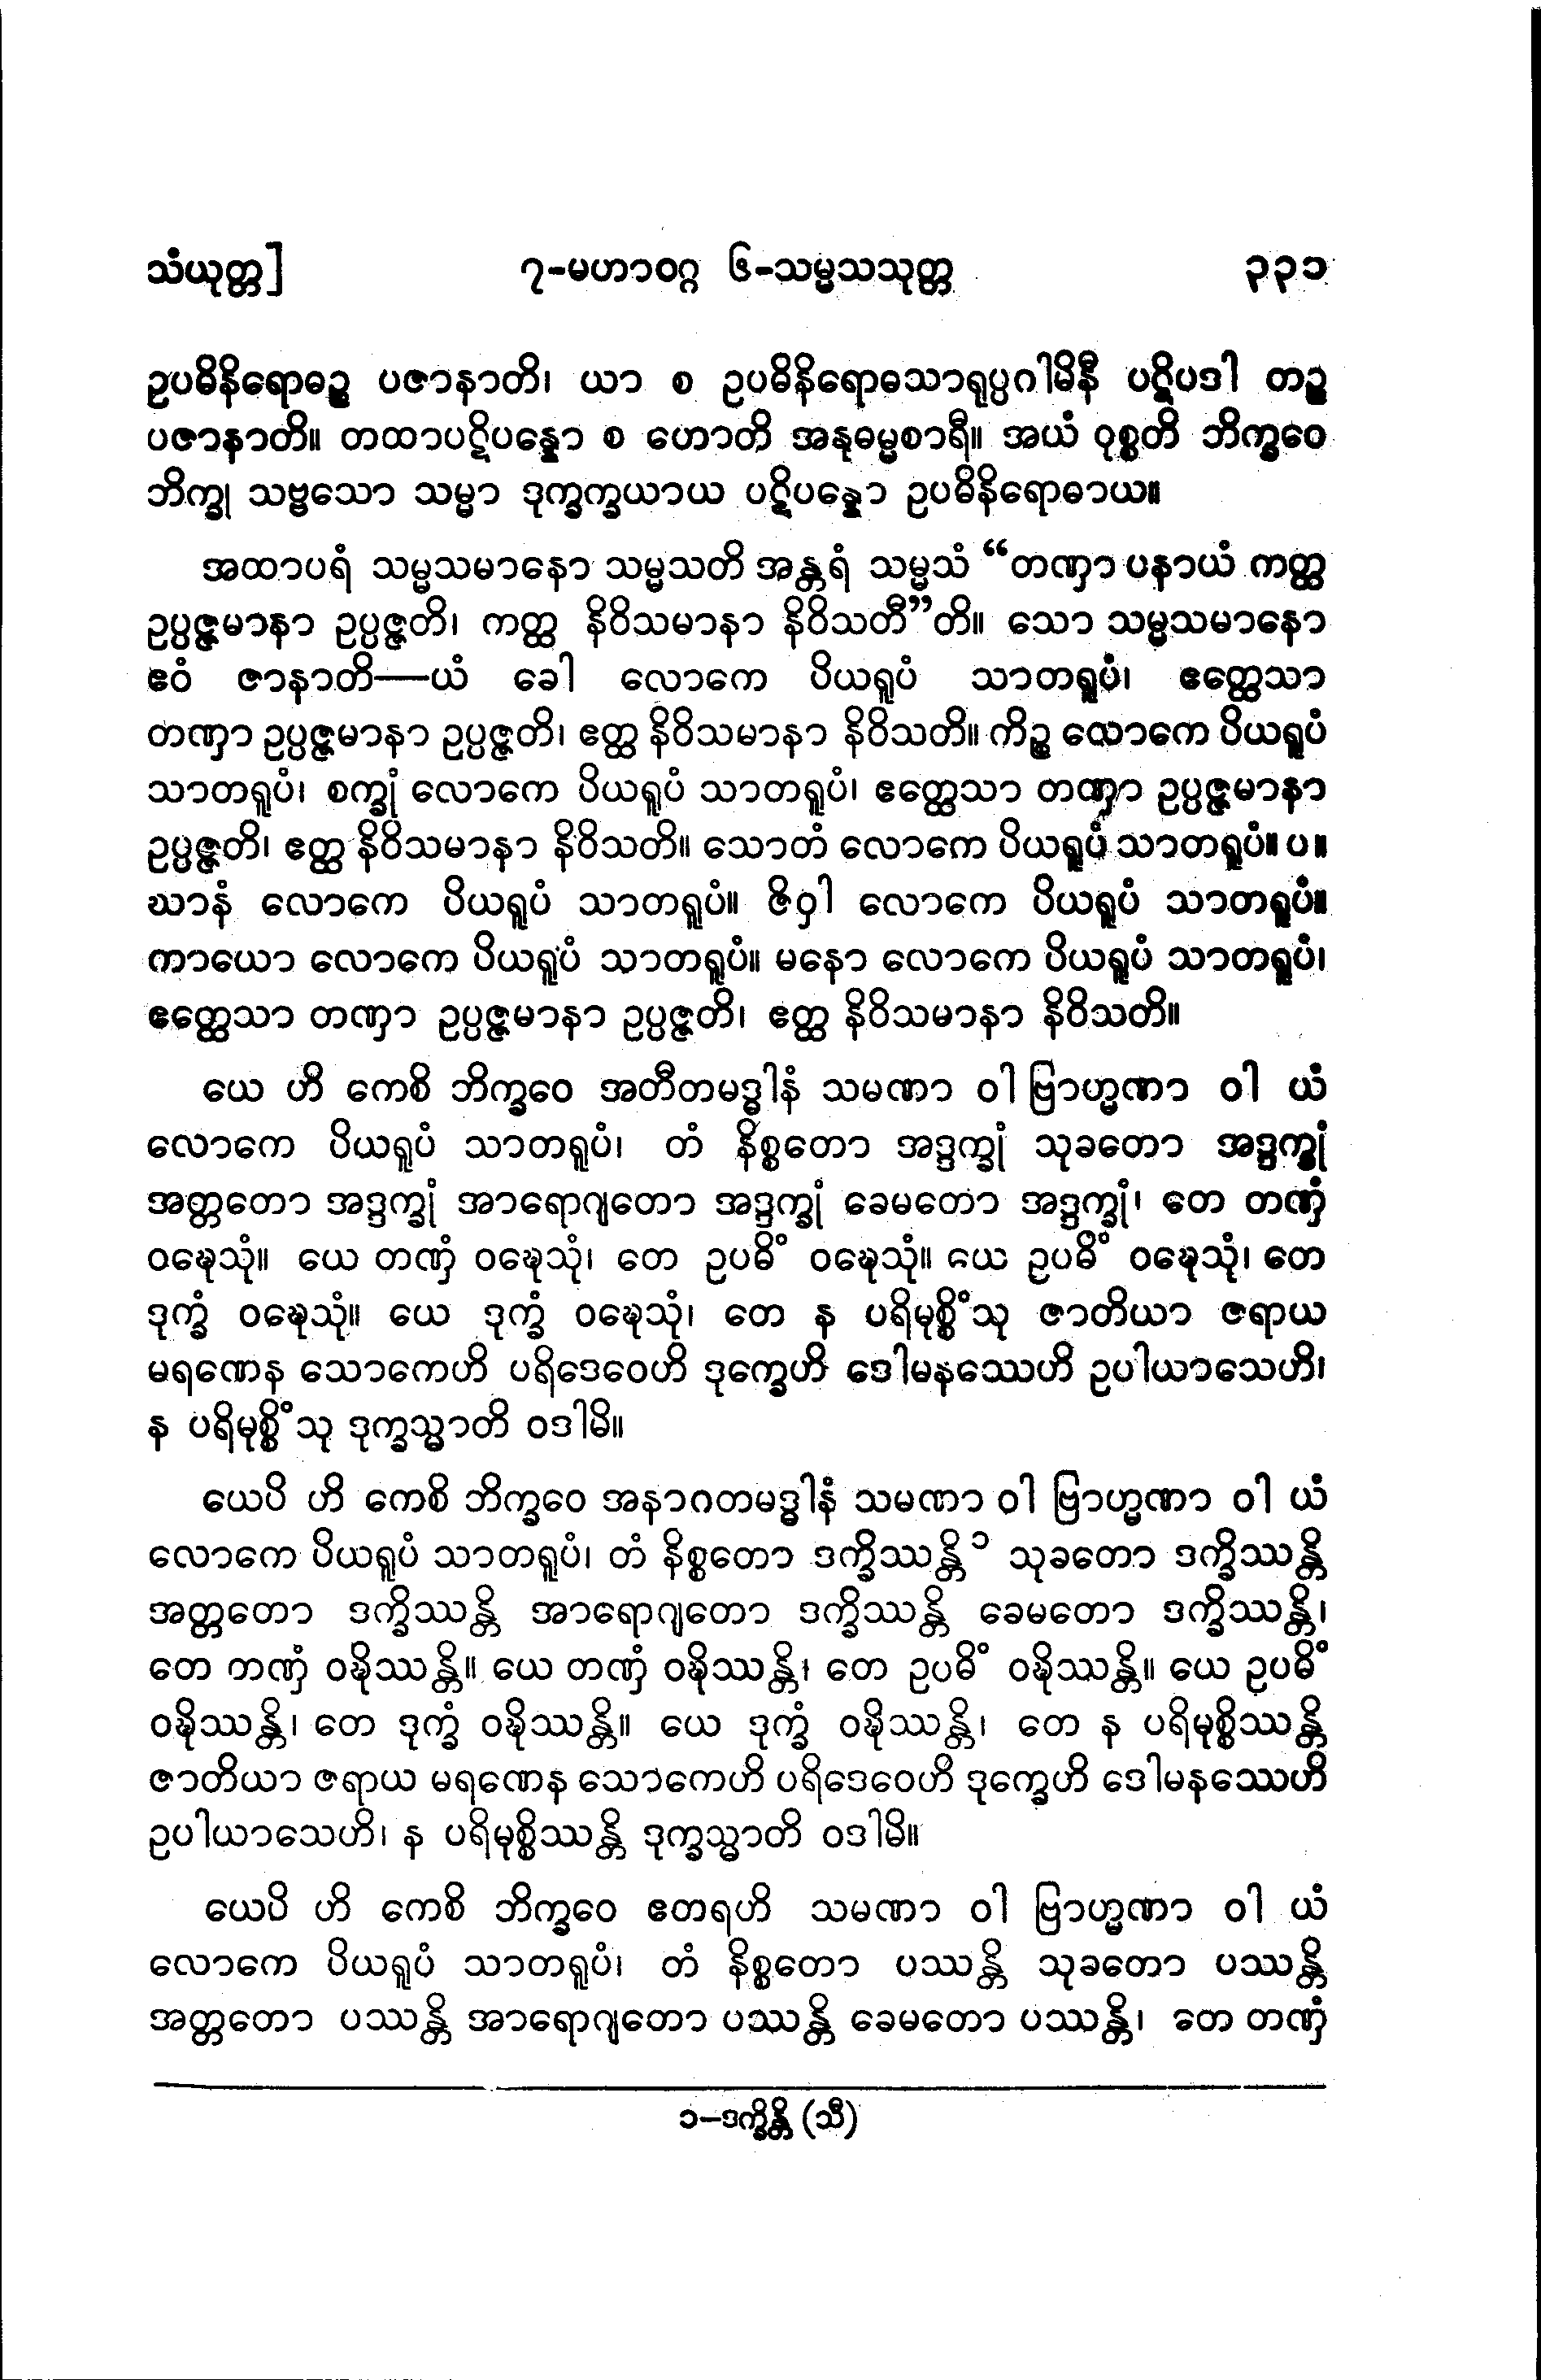 သံယုတ္တ] ၇-မဟာဝဂ္ဂ ၆-သမ္မသသုတ္တ ၃၃၁
ဥပဓိနိရောဓဉ္စ ပဇာနာတိ၊ ယာ စ ဥပဓိနိရောဓသာရုပ္ပဂါမိနီ ပဋိပဒါ တဉ္စ
ပဇာနာတိ။ တထာပဋိပန္နော စ ဟောတိ အနုဓမ္မစာရီ။ အယံ ဝုစ္စတိ ဘိက္ခဝေ
ဘိက္ခု သဗ္ဗသော သမ္မာ ဒုက္ခက္ခယာယ ပဋိပန္နော ဥပဓိနိရောဓာယ။
အထာပရံ သမ္မသမာနော သမ္မသတိ အန္တရံ သမ္မသံ “တဏှာ ပနာယံ ကတ္ထ
ဥပ္ပဇ္ဇမာနာ ဥပ္ပဇ္ဇတိ၊ ကတ္ထ နိဝိသမာနာ နိဝိသတီ”တိ။ သော သမ္မသမာနော
ဧဝံ ဇာနာတိ—ယံ ခေါ လောကေ ပိယရူပံ သာတရူပံ၊ ဧတ္ထေသာ
တဏှာ ဥပ္ပဇ္ဇမာနာ ဥပ္ပဇ္ဇတိ၊ ဧတ္ထ နိဝိသမာနာ နိဝိသတိ။ ကိဉ္စ လောကေ ပိယရူပံ
သာတရူပံ၊ စက္ခုံ လောကေ ပိယရူပံ သာတရူပံ၊ ဧတ္ထေသာ တဏှာ ဥပ္ပဇ္ဇမာနာ
ဥပ္ပဇ္ဇတိ၊ ဧတ္ထ နိဝိသမာနာ နိဝိသတိ။ သောတံ လောကေ ပိယရူပံ သာတရူပံ။ ပ။
ဃာနံ လောကေ ပိယရူပံ သာတရူပံ။ ဇိဝှါ လောကေ ပိယရူပံ သာတရူပံ။
ကာယော လောကေ ပိယရူပံ သာတရူပံ။ မနော လောကေ ပိယရူပံ သာတရူပံ၊
ဧတ္ထေသာ တဏှာ ဥပ္ပဇ္ဇမာနာ ဥပ္ပဇ္ဇတိ၊ ဧတ္ထ နိဝိသမာနာ နိဝိသတိ။
ယေ ဟိ ကေစိ ဘိက္ခဝေ အတီတမဒ္ဓါနံ သမဏာ ဝါ ဗြာဟ္မဏာ ဝါ ယံ
လောကေ ပိယရူပံ သာတရူပံ၊ တံ နိစ္စတော အဒ္ဒက္ခုံ သုခတော အဒ္ဒက္ခုံ
အတ္တတော အဒ္ဒက္ခုံ အာရောဂျတော အဒ္ဒက္ခုံ ခေမတော အဒ္ဒက္ခုံ၊ တေ တဏှံ
ဝဍ္ဎေသုံ။ ယေ တဏှံ ဝဍ္ဎေသုံ၊ တေ ဥပဓိံ ဝဍ္ဎေသုံ။ ယေ ဥပဓိံ ဝဍ္ဎေသုံ၊ တေ
ဒုက္ခံ ဝဍ္ဎေသုံ။ ယေ ဒုက္ခံ ဝဍ္ဎေသုံ၊ တေ န ပရိမုစ္စိံသု ဇာတိယာ ဇရာယ
မရဏေန သောကေဟိ ပရိဒေဝေဟိ ဒုက္ခေဟိ ဒေါမနဿေဟိ ဥပါယာသေဟိ၊
န ပရိမုစ္စိံသု ဒုက္ခသ္မာတိ ဝဒါမိ။
ယေပိ ဟိ ကေစိ ဘိက္ခဝေ အနာဂတမဒ္ဓါနံ သမဏာ ဝါ ဗြာဟ္မဏာ ဝါ ယံ
လောကေ ပိယရူပံ သာတရူပံ၊ တံ နိစ္စတော ဒက္ခိဿန္တိ၁ သုခတော ဒက္ခိဿန္တိ
အတ္တတော ဒက္ခိဿန္တိ အာရောဂျတော ဒက္ခိဿန္တိ ခေမတော ဒက္ခိဿန္တိ၊
တေ တဏှံ ဝဍ္ဎိဿန္တိ။ ယေ တဏှံ ဝဍ္ဎိဿန္တိ၊ တေ ဥပဓိံ ဝဍ္ဎိဿန္တိ။ ယေ ဥပဓိံ
ဝဍ္ဎိဿန္တိ၊ တေ ဒုက္ခံ ဝဍ္ဎိဿန္တိ။ ယေ ဒုက္ခံ ဝဍ္ဎိဿန္တိ၊ တေ န ပရိမုစ္စိဿန္တိ
ဇာတိယာ ဇရာယ မရဏေန သောကေဟိ ပရိဒေဝေဟိ ဒုက္ခေဟိ ဒေါမနဿေဟိ
ဥပါယာသေဟိ၊ န ပရိမုစ္စိဿန္တိ ဒုက္ခသ္မာတိ ဝဒါမိ။
ယေပိ ဟိ ကေစိ ဘိက္ခဝေ ဧတရဟိ သမဏာ ဝါ ဗြာဟ္မဏာ ဝါ ယံ
လောကေ ပိယရူပံ သာတရူပံ၊ တံ နိစ္စတော ပဿန္တိ သုခတော ပဿန္တိ
အတ္တတော ပဿန္တိ အာရောဂျတော ပဿန္တိ ခေမတော ပဿန္တိ၊ တေ တဏှံ
၁–ဒက္ခိန္တိ (သီ)